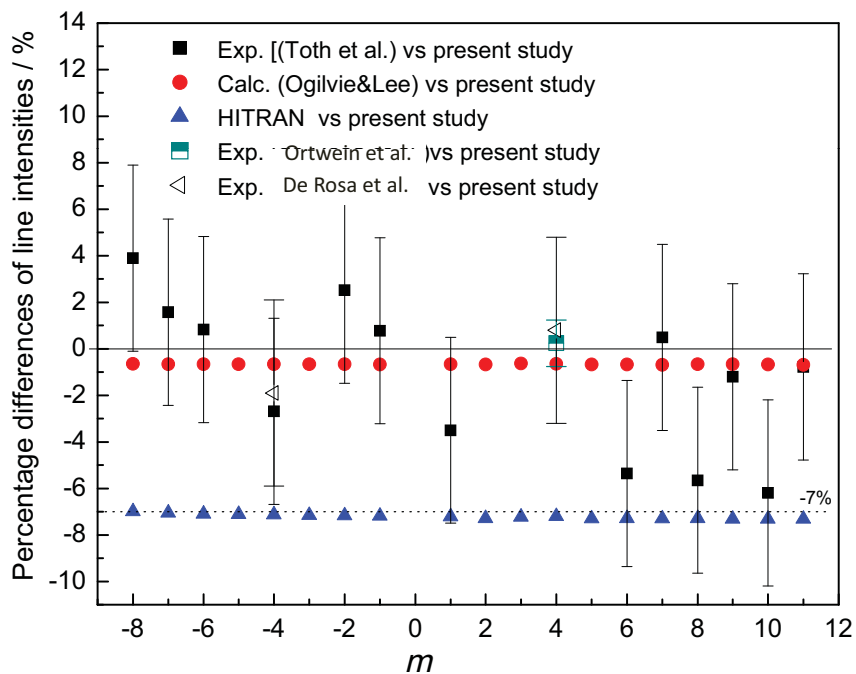 14
12
10
8
6
4
2
0
-2
-4
-6
-8
-10
Percentage differences of line intensities / %
Exp. [(Toth et al.) vs present study
Calc. (Ogilvie&Lee) vs present study
HITRAN vs present study
Exp. Ortwein et al. )vs present study
Exp. De Rosa et al. vs present study
-7%
-8 -6 -4 -2 0 2 4 6 8 10 12
m